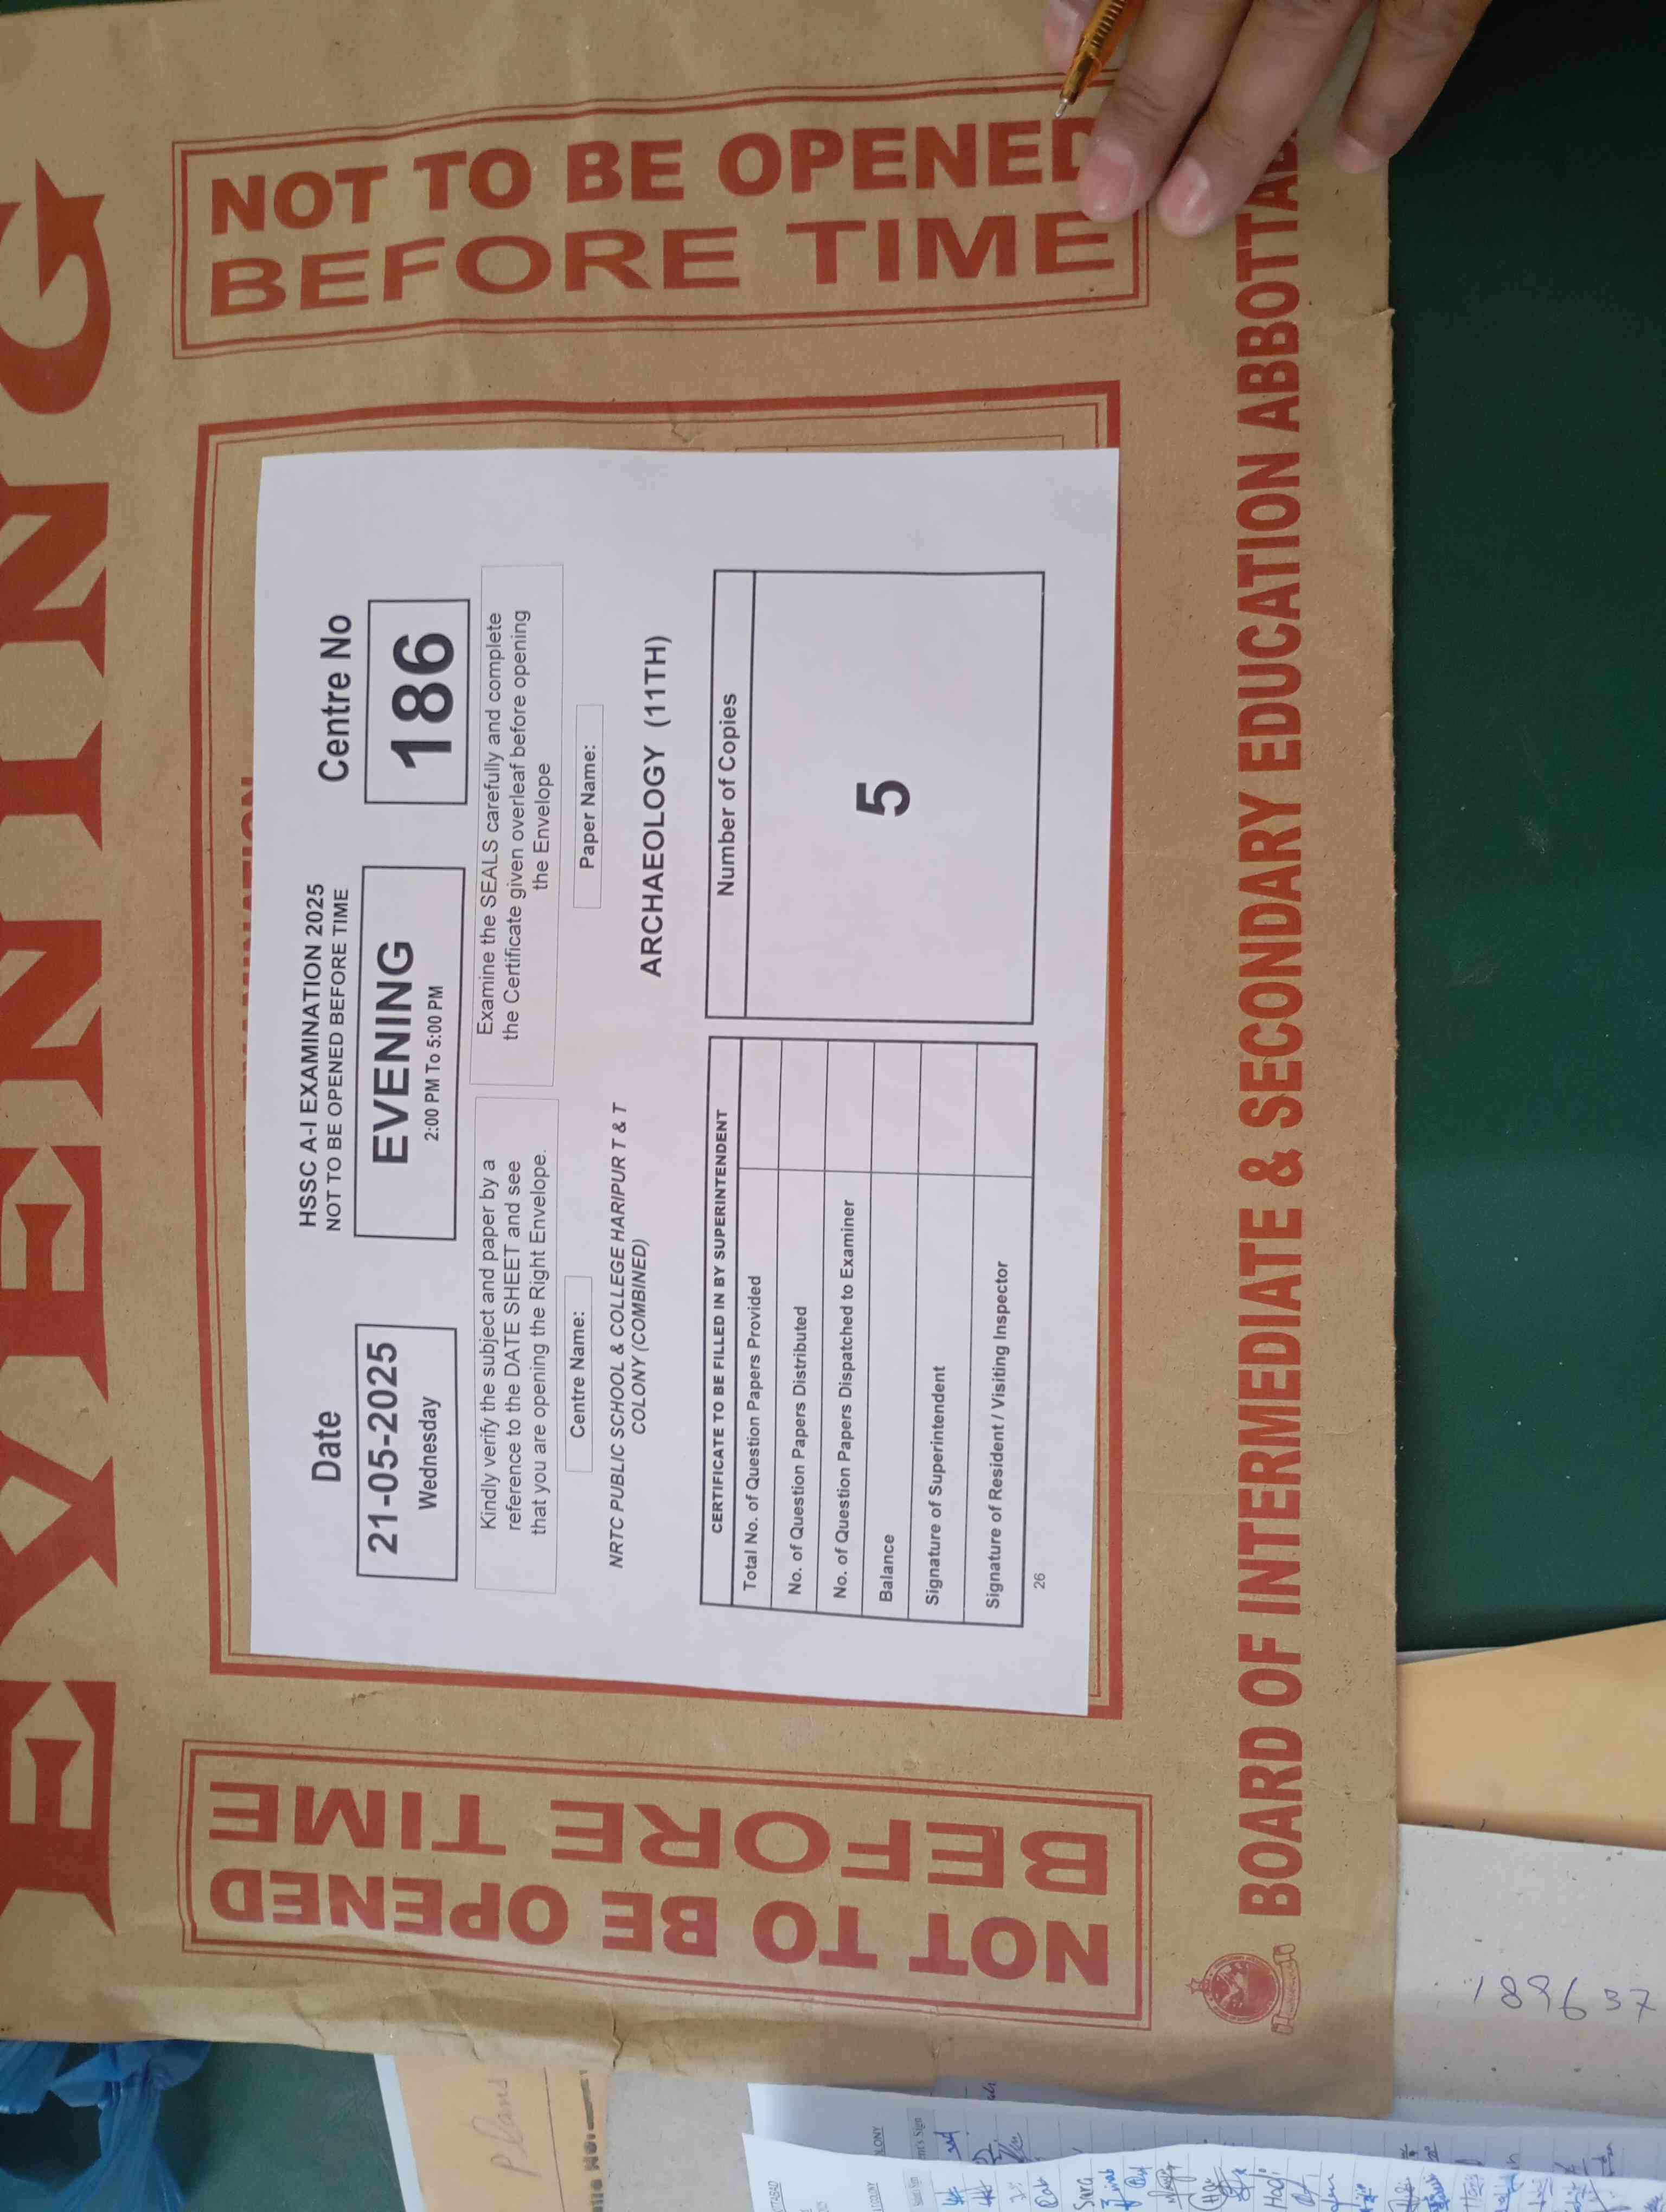 EVENING
NOT TO BE OPENED
BEFORE TIME
NOT TO BE OPENED
BEFORE TIME
Date
21-05-2025
Wednesday
HSSC A-I EXAMINATION 2025
NOT TO BE OPENED BEFORE TIME
EVENING
2:00 PM To 5:00 PM
Centre No
186
Kindly verify the subject and paper by a
reference to the DATE SHEET and see
that you are opening the Right Envelope.
Examine the SEALS carefully and complete
the Certificate given overleaf before opening
the Envelope
Centre Name:
NRTC PUBLIC SCHOOL & COLLEGE HARIPUR T & T
COLONY (COMBINED)
Paper Name:
ARCHAEOLOGY (11TH)
CERTIFICATE TO BE FILLED IN BY SUPERINTENDENT
Total No. of Question Papers Provided
No. of Question Papers Distributed
No. of Question Papers Dispatched to Examiner
Balance
Signature of Superintendent
Signature of Resident / Visiting Inspector
26
Number of Copies
5
BOARD OF INTERMEDIATE & SECONDARY EDUCATION ABBOTTAB
Plans
Sara